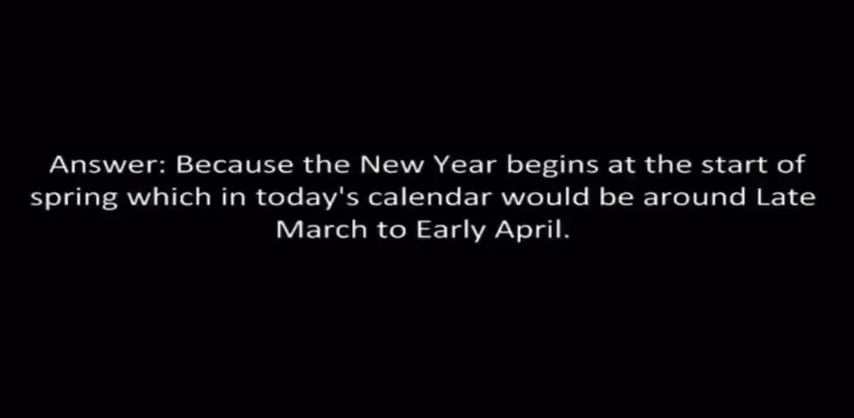 Answer: Because the New Year begins at the start of
spring which in today's calendar would be around Late
March to Early April.